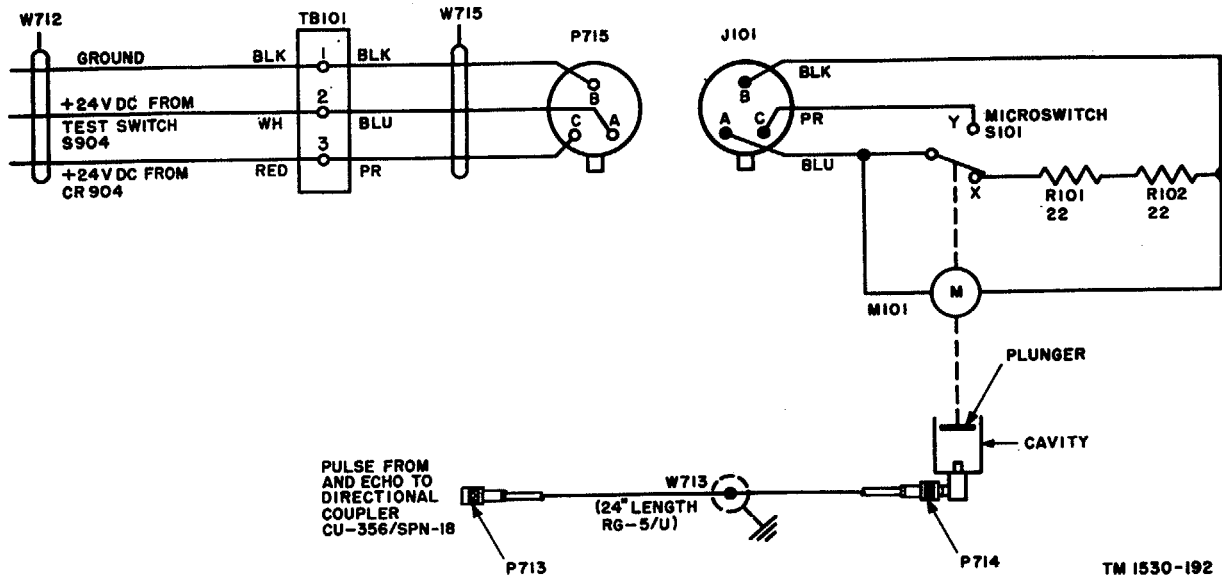 W712
TB101
W715
P715
J101
GROUND
BLK
1
BLK
B
BLK
B
+24V DC FROM
TEST SWITCH
S904
WH
2
BLU
C
A
A
C
PR
Y
MICROSWITCH
S101
+24V DC FROM
CR 904
RED
3
PR
BLU
X
R101
22
R102
22
M
M101
PLUNGER
CAVITY
PULSE FROM
AND ECHO TO
DIRECTIONAL
COUPLER
CU-356/SPN-18
W713
(24" LENGTH
RG-5/U)
P713
P714
TM 1530-192